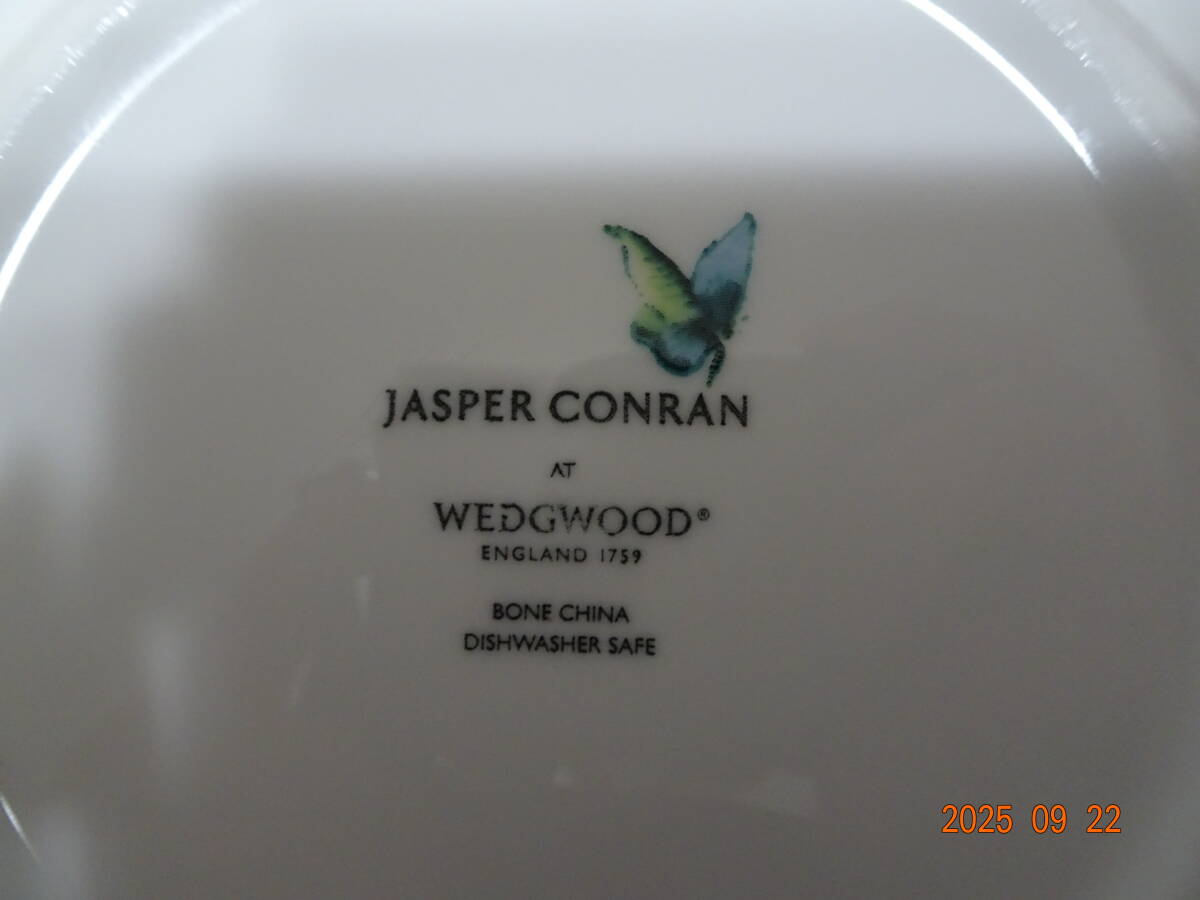 JASPER CONRAN
AT
WEDGWOOD®
ENGLAND 1759
BONE CHINA
DISHWASHER SAFE
2025 09 22